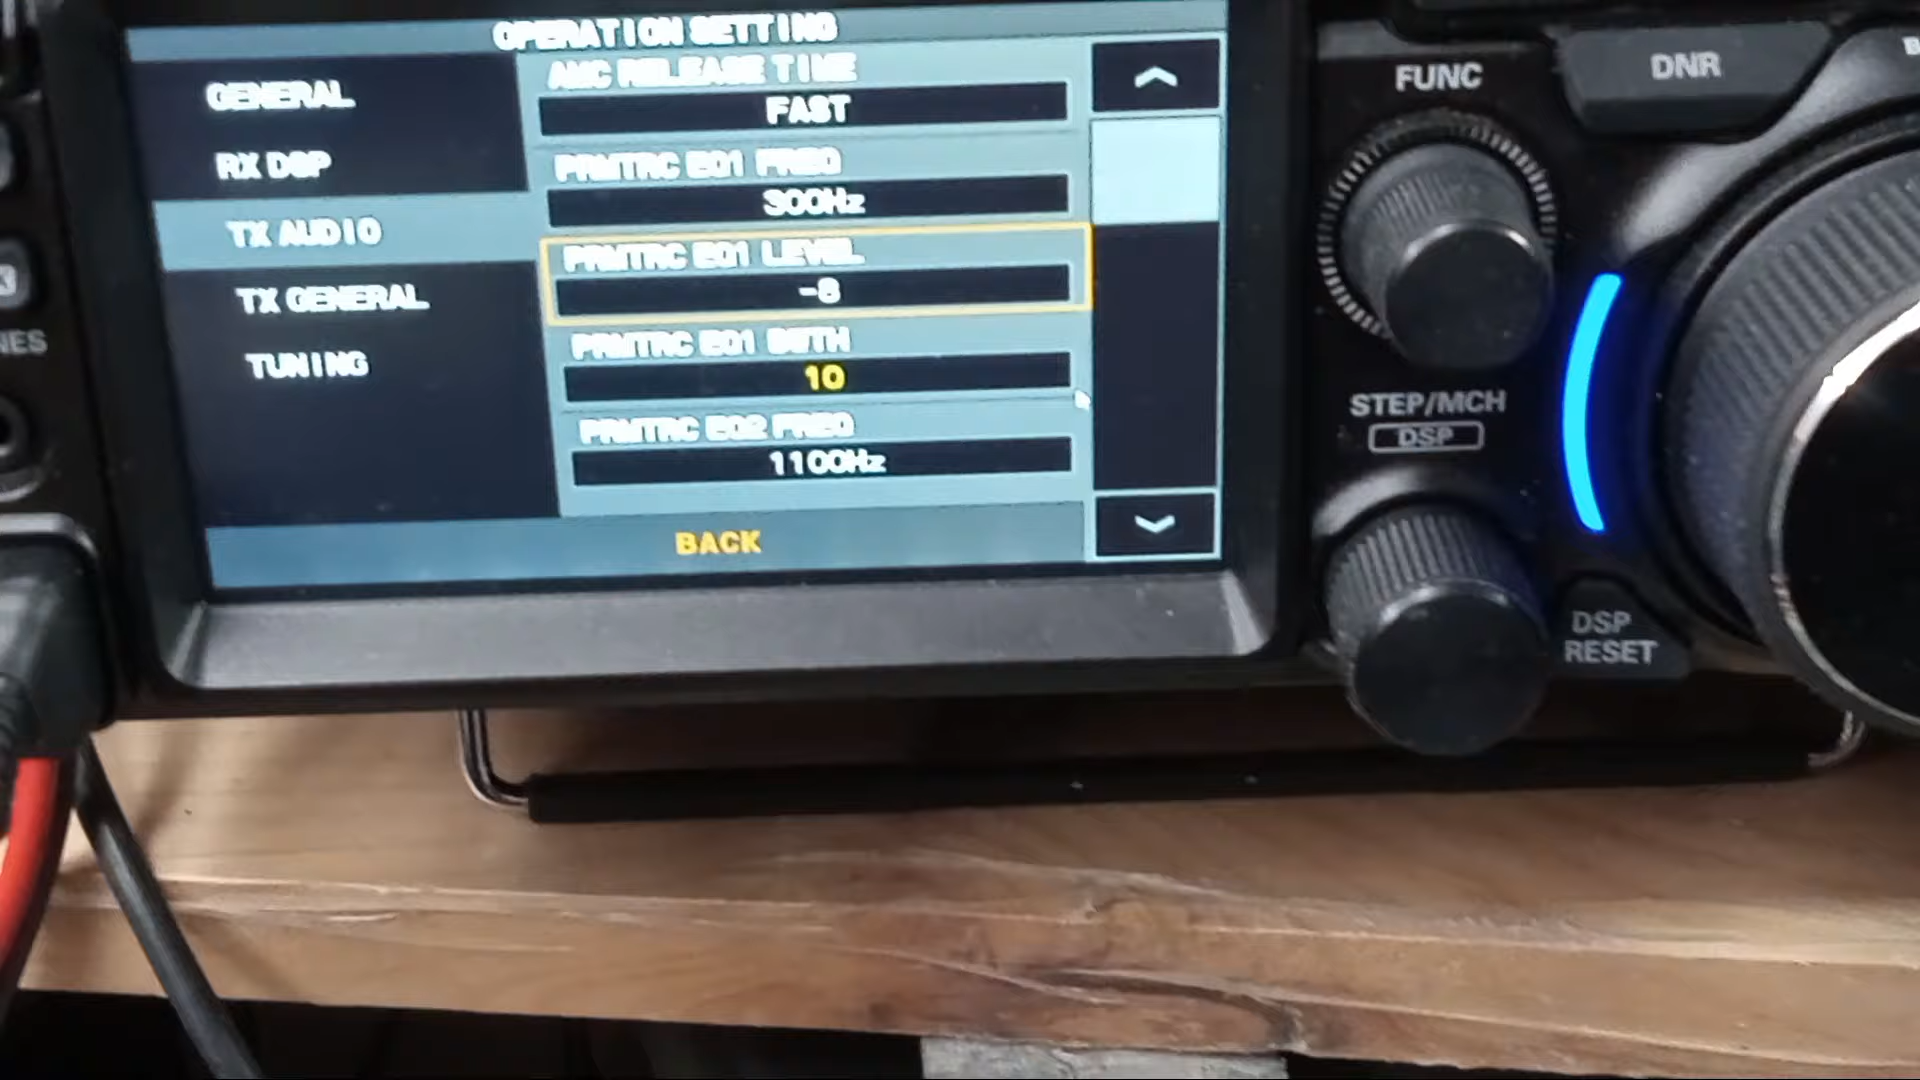 OPERATION SETTING
GENERAL
RX DSP
TX AUDIO
TX GENERAL
TUNING
AMC RELEASE TIME
FAST
PRMTRC EQ1 FREQ
300Hz
PRMTRC EQ1 LEVEL
-8
PRMTRC EQ1 BWTH
10
PRMTRC EQ2 FREQ
1100Hz
BACK
FUNC
DNR
STEP/MCH
DSP
DSP
RESET